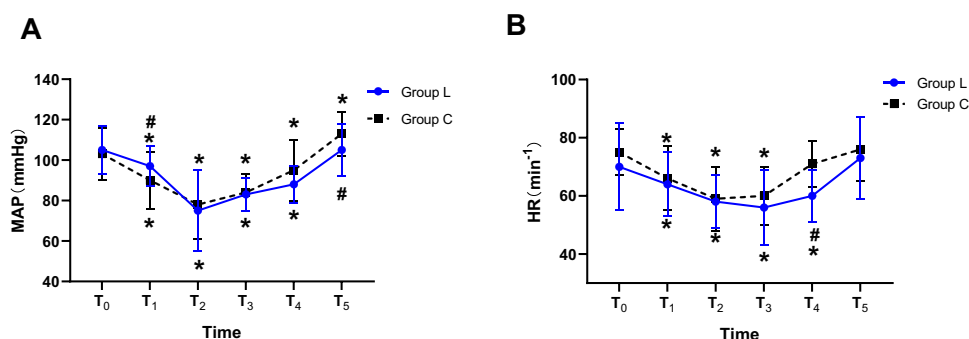 A
MAP(mmHg)
140
120
100
80
60
40
#
*
*
*
*
*
*
*
*
*
#
T₀ T₁ T₂ T₃ T₄ T₅
Time
Group L
Group C
B
HR(min⁻¹)
100
80
60
40
*
*
*
*
*
*
#
*
T₀ T₁ T₂ T₃ T₄ T₅
Time
Group L
Group C